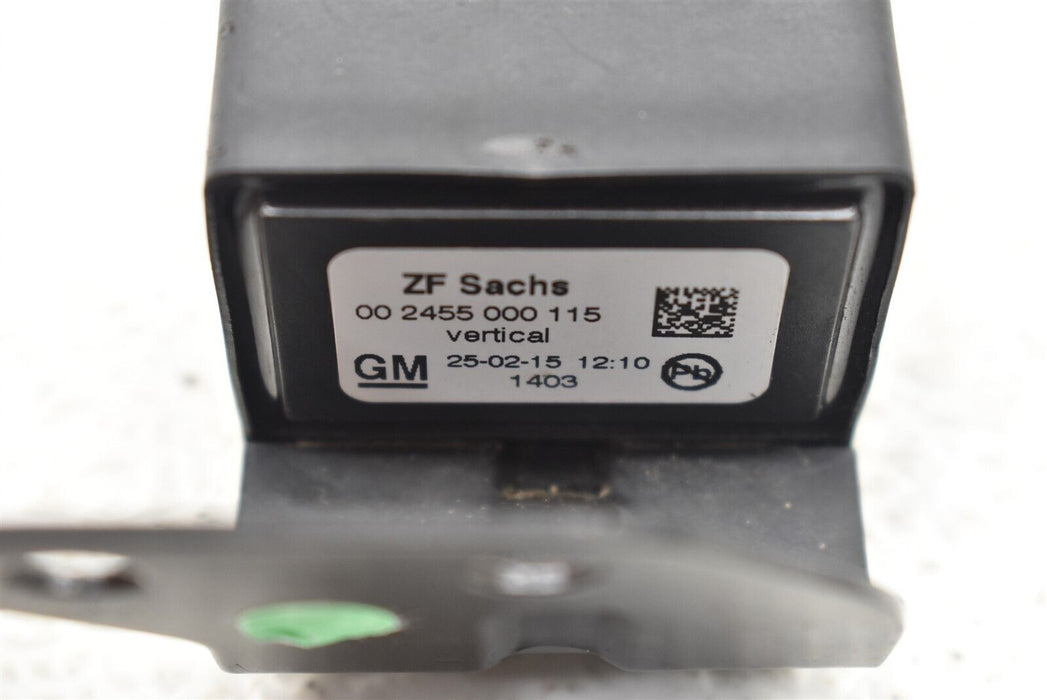 ZF Sachs
00 2455 000 115
vertical
GM 25-02-15 12:10
1403
Pb